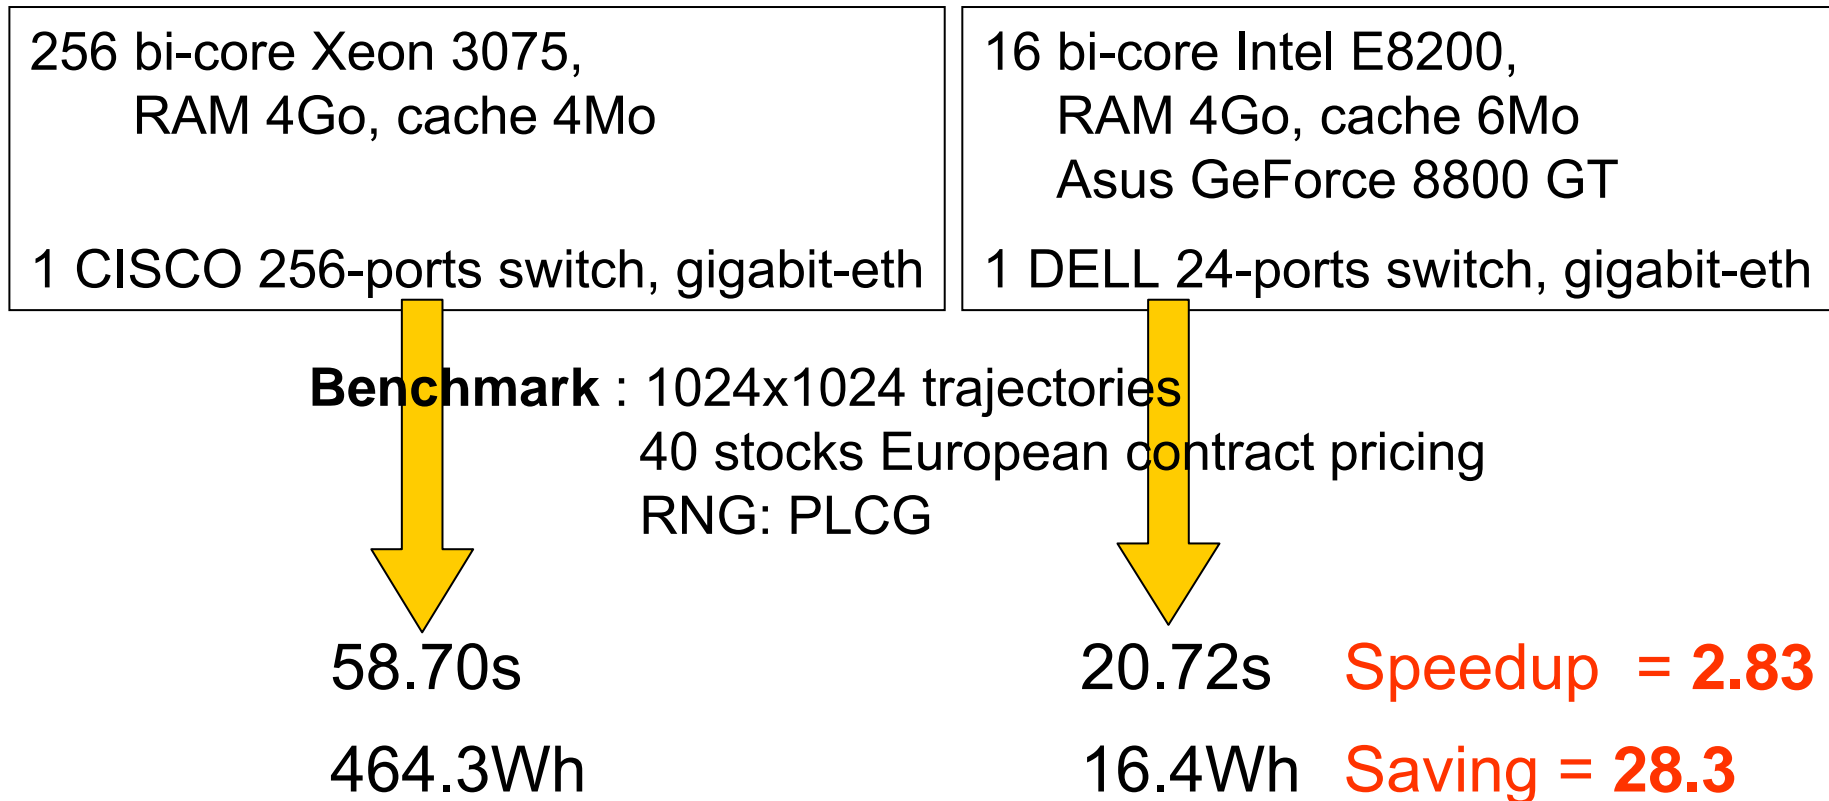 256 bi-core Xeon 3075,
RAM 4Go, cache 4Mo
1 CISCO 256-ports switch, gigabit-eth
16 bi-core Intel E8200,
RAM 4Go, cache 6Mo
Asus GeForce 8800 GT
1 DELL 24-ports switch, gigabit-eth
Benchmark : 1024x1024 trajectories
40 stocks European contract pricing
RNG: PLCG
58.70s
20.72s Speedup = 2.83
464.3Wh
16.4Wh Saving = 28.3